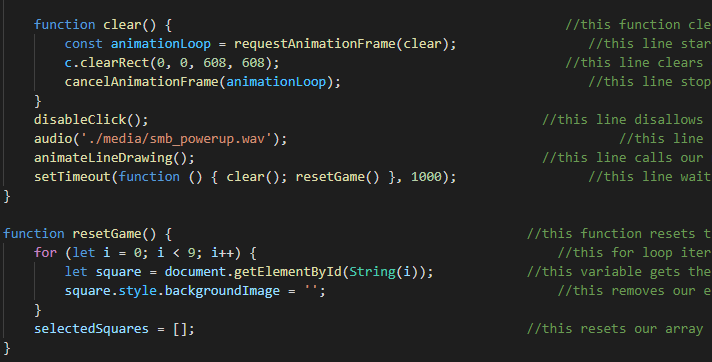 function clear() { //this function cle
const animationLoop = requestAnimationFrame(clear); //this line star
c.clearRect(0, 0, 608, 608); //this line clears
cancelAnimationFrame(animationLoop); //this line stop
}
disableClick(); //this line disallows
audio('./media/smb_powerup.wav'); //this line
animateLineDrawing(); //this line calls our
setTimeout(function () { clear(); resetGame() }, 1000); //this line wait
}
function resetGame() { //this function resets t
for (let i = 0; i < 9; i++) { //this for loop iter
let square = document.getElementById(String(i)); //this variable gets the
square.style.backgroundImage = ''; //this removes our e
}
selectedSquares = []; //this resets our array
}